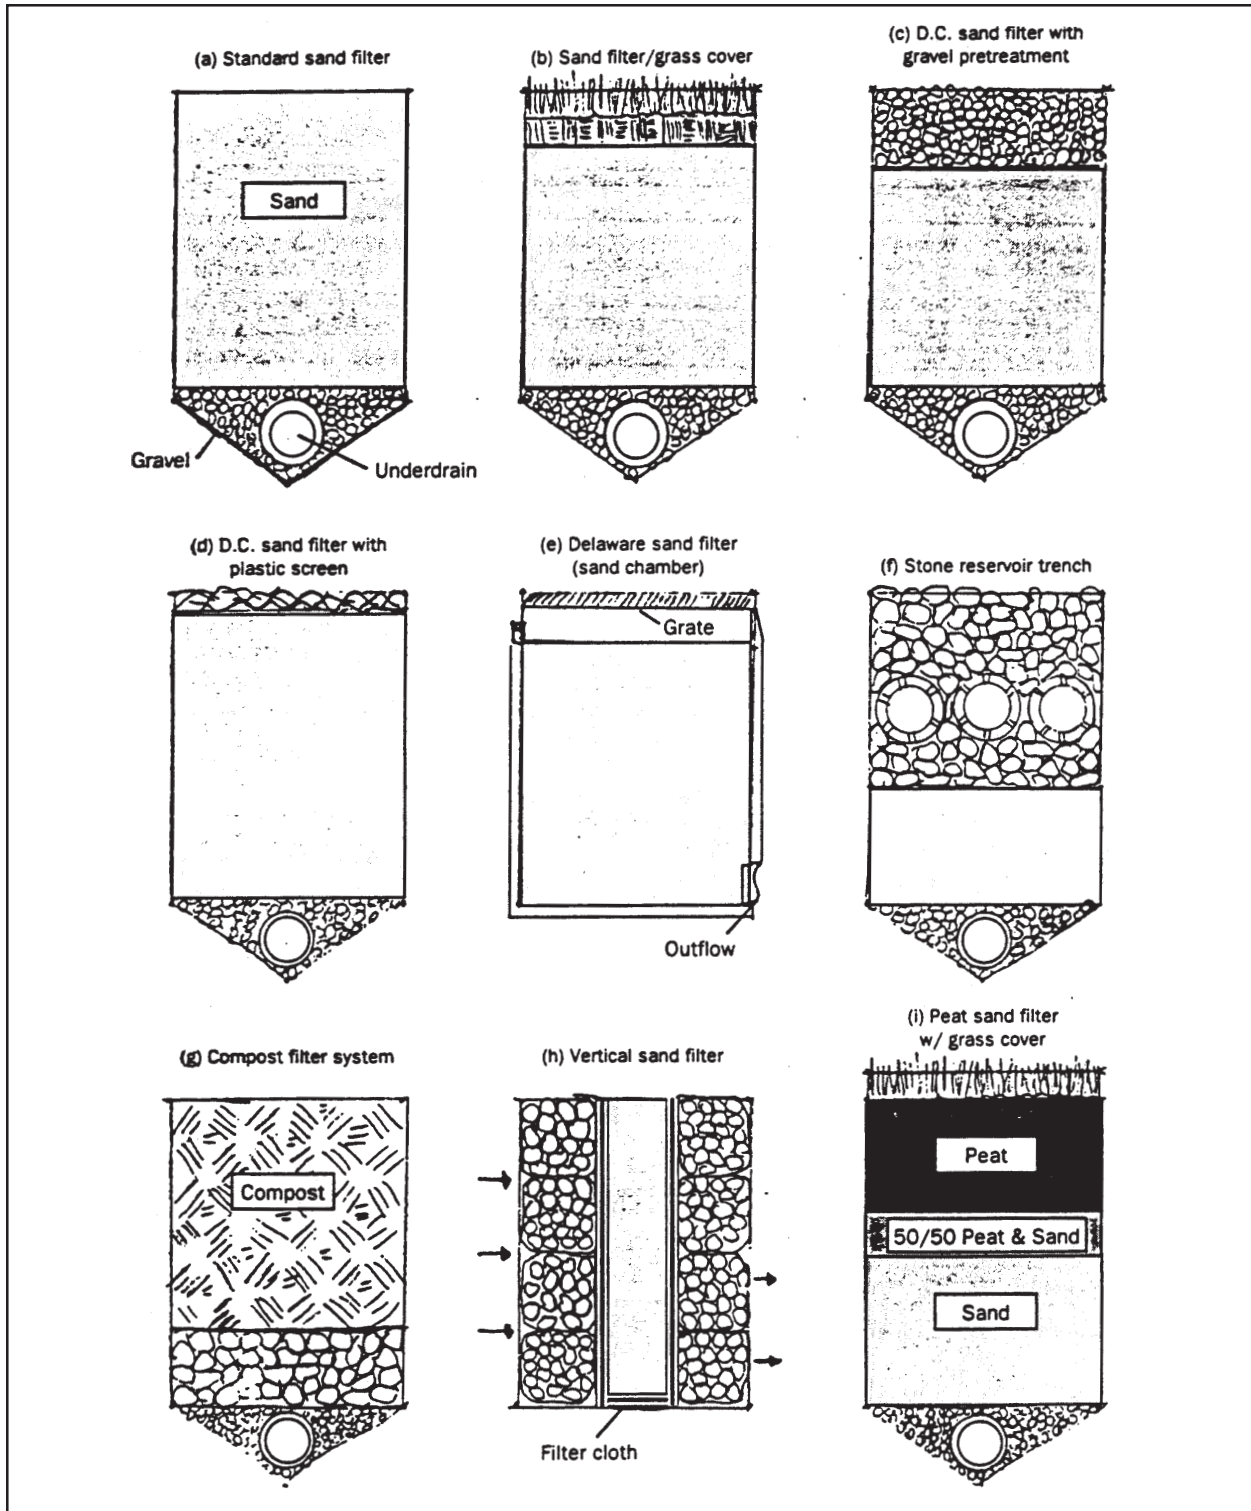 (a) Standard sand filter
(b) Sand filter/grass cover
(c) D.C. sand filter with
gravel pretreatment
Sand
Gravel
Underdrain
(d) D.C. sand filter with
plastic screen
(e) Delaware sand filter
(sand chamber)
(f) Stone reservoir trench
Grate
Outflow
(g) Compost filter system
(h) Vertical sand filter
(i) Peat sand filter
w/ grass cover
Compost
Peat
50/50 Peat & Sand
Sand
Filter cloth